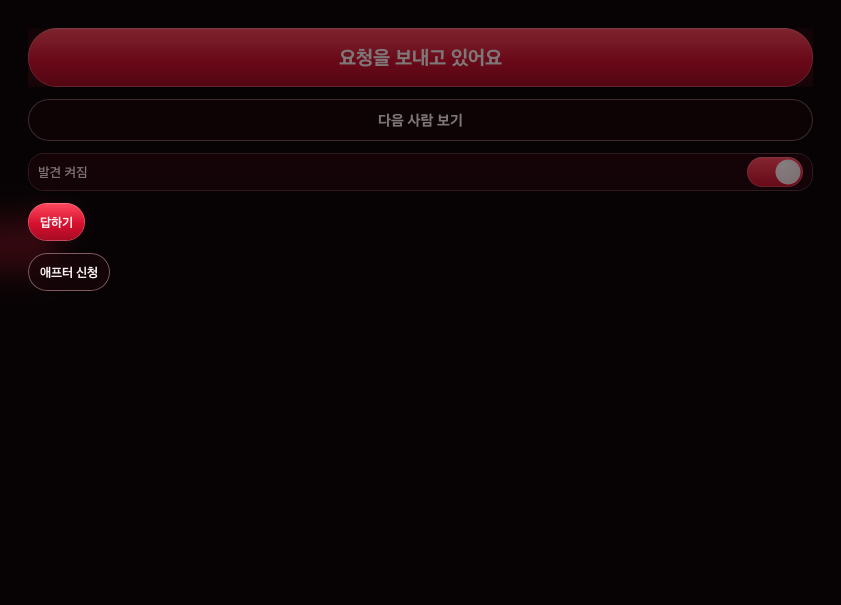 요청을 보내고 있어요
다음 사람 보기
발견 켜짐
답하기
애프터 신청